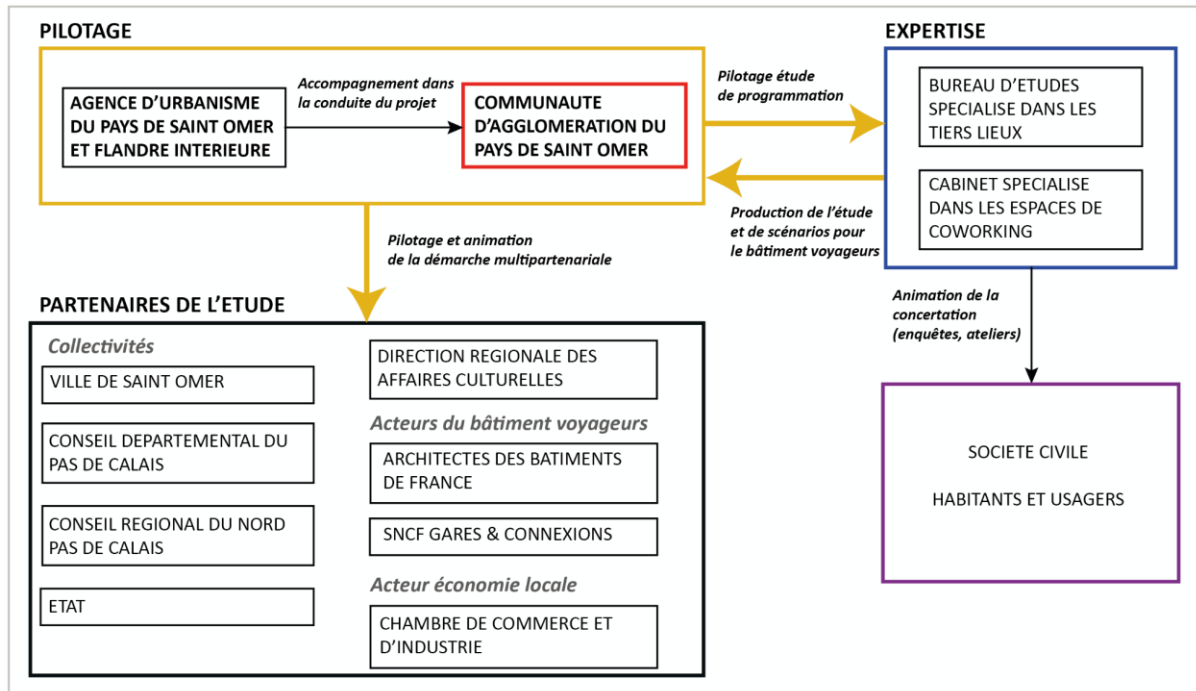 PILOTAGE
AGENCE D'URBANISME
DU PAYS DE SAINT OMER
ET FLANDRE INTERIEURE
Accompagnement dans
la conduite du projet
COMMUNAUTE
D'AGGLOMERATION DU
PAYS DE SAINT OMER
Pilotage étude
de programmation
EXPERTISE
BUREAU D'ETUDES
SPECIALISE DANS LES
TIERS LIEUX
CABINET SPECIALISE
DANS LES ESPACES DE
COWORKING
Production de l'étude
et de scénarios pour
le bâtiment voyageurs
Pilotage et animation
de la démarche multipartenariale
Animation de la
concertation
(enquêtes, ateliers)
PARTENAIRES DE L'ETUDE
Collectivités
VILLE DE SAINT OMER
CONSEIL DEPARTEMENTAL DU
PAS DE CALAIS
CONSEIL REGIONAL DU NORD
PAS DE CALAIS
ETAT
DIRECTION REGIONALE DES
AFFAIRES CULTURELLES
Acteurs du bâtiment voyageurs
ARCHITECTES DES BATIMENTS
DE FRANCE
SNCF GARES & CONNEXIONS
Acteur économie locale
CHAMBRE DE COMMERCE ET
D'INDUSTRIE
SOCIETE CIVILE
HABITANTS ET USAGERS